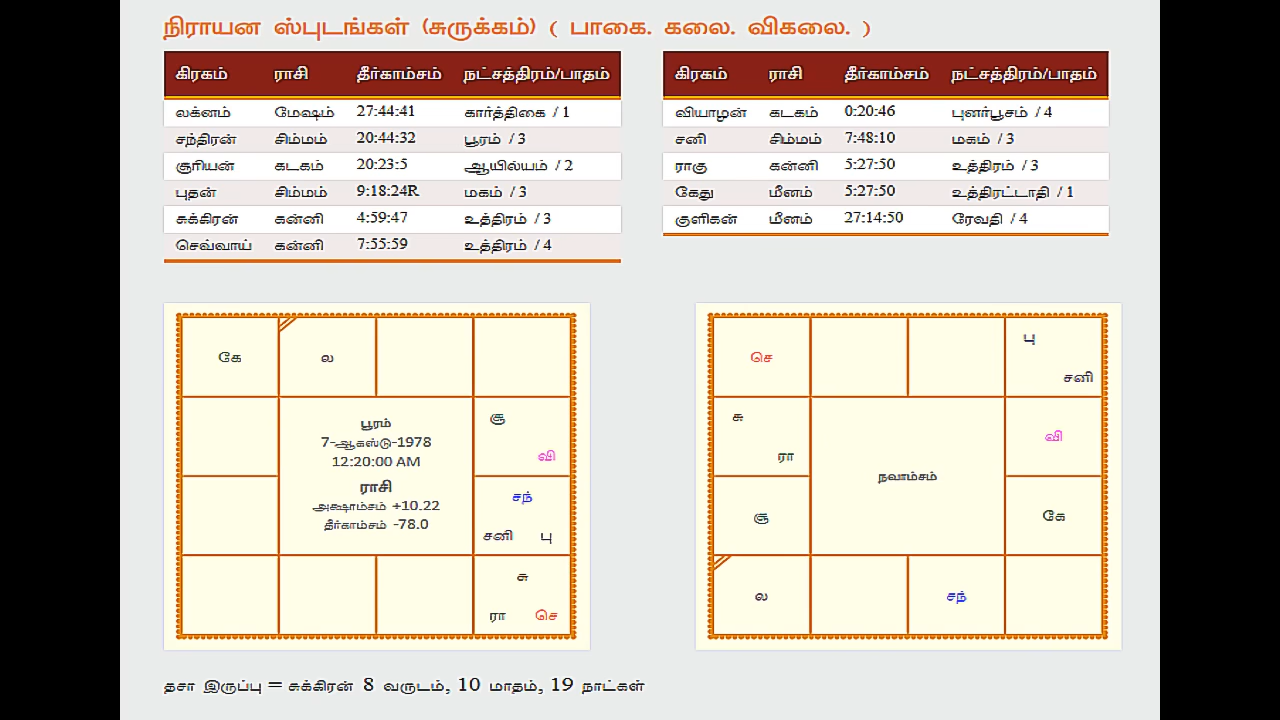 நிராயன ஸ்புடங்கள் (சுருக்கம்) ( பாகை. கலை. விகலை. )
கிரகம் ராசி தீர்காம்சம் நட்சத்திரம்/பாதம்
லக்னம் மேஷம் 27:44:41 கார்த்திகை / 1
சந்திரன் சிம்மம் 20:44:32 பூரம் / 3
சூரியன் கடகம் 20:23:5 ஆயில்யம் / 2
புதன் சிம்மம் 9:18:24R மகம் / 3
சுக்கிரன் கன்னி 4:59:47 உத்திரம் / 3
செவ்வாய் கன்னி 7:55:59 உத்திரம் / 4
கிரகம் ராசி தீர்காம்சம் நட்சத்திரம்/பாதம்
வியாழன் கடகம் 0:20:46 புனர்பூசம் / 4
சனி சிம்மம் 7:48:10 மகம் / 3
ராகு கன்னி 5:27:50 உத்திரம் / 3
கேது மீனம் 5:27:50 உத்திரட்டாதி / 1
குளிகன் மீனம் 27:14:50 ரேவதி / 4
கே ல
சூ
வி
சந்
சனி பு
சு
ரா செ
பூரம்
7-ஆகஸ்டு-1978
12:20:00 AM
ராசி
அக்ஷாம்சம் +10.22
தீர்காம்சம் -78.0
செ
பு
சனி
சு
ரா
வி
நவாம்சம்
சூ
கே
ல சந்
தசா இருப்பு = சுக்கிரன் 8 வருடம், 10 மாதம், 19 நாட்கள்